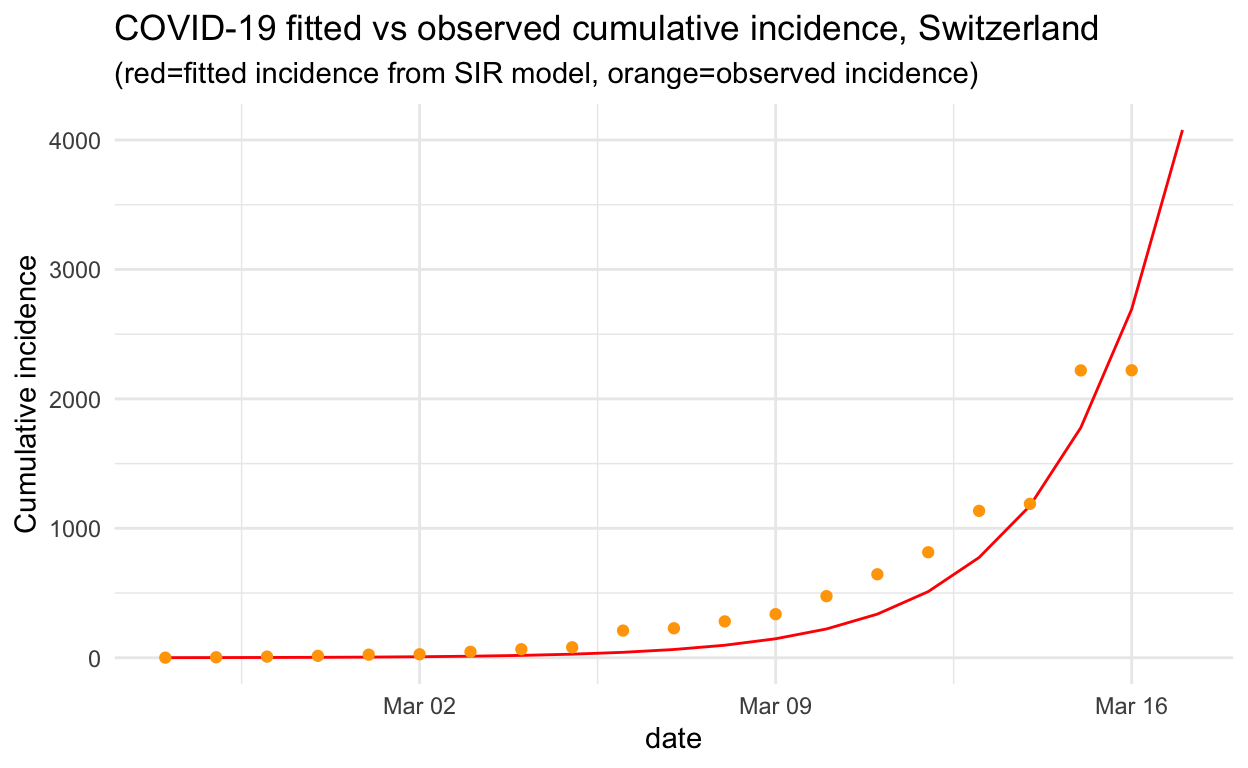 COVID-19 fitted vs observed cumulative incidence, Switzerland
(red=fitted incidence from SIR model, orange=observed incidence)
Cumulative incidence
4000
3000
2000
1000
0
Mar 02
Mar 09
Mar 16
date